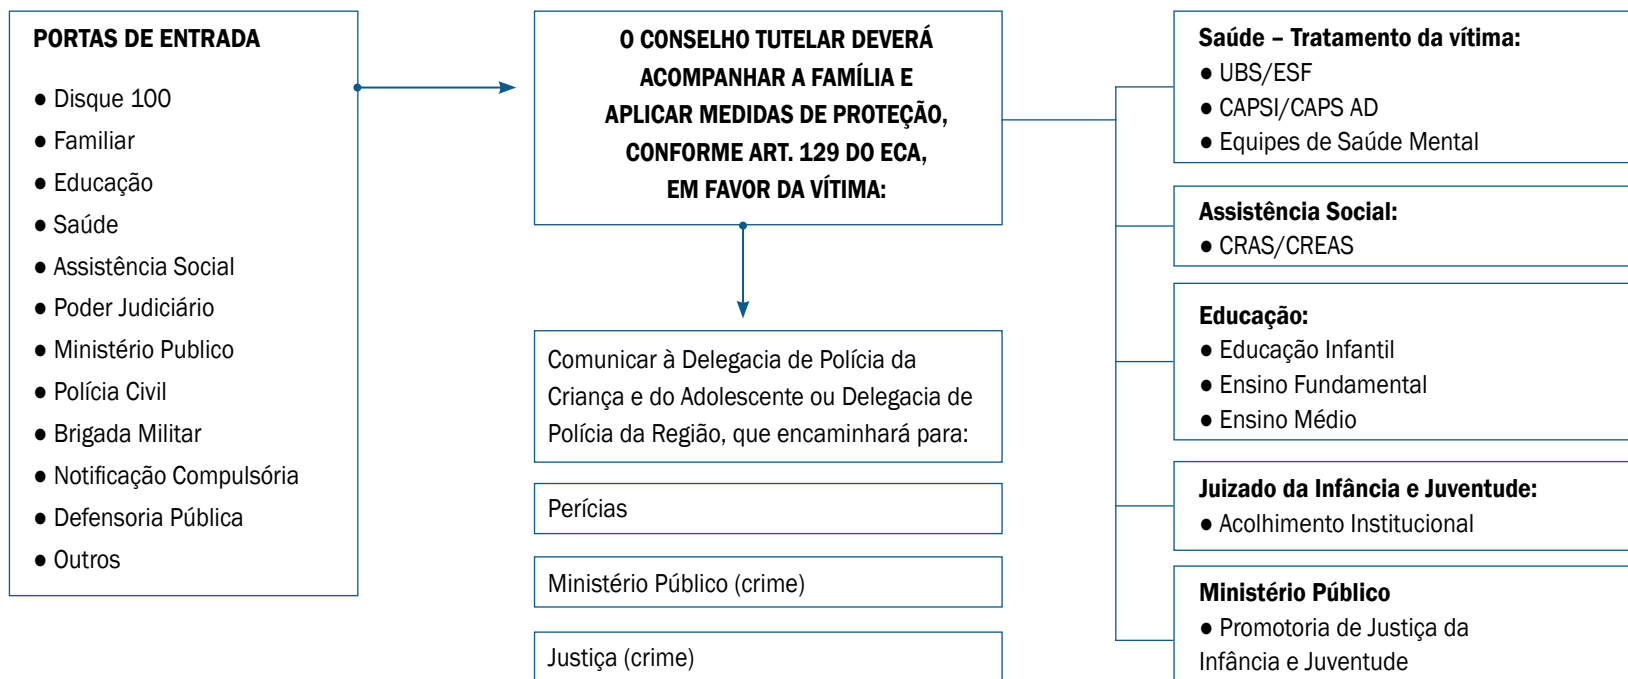 PORTAS DE ENTRADA
● Disque 100
● Familiar
● Educação
● Saúde
● Assistência Social
● Poder Judiciário
● Ministério Publico
● Polícia Civil
● Brigada Militar
● Notificação Compulsória
● Defensoria Pública
● Outros
O CONSELHO TUTELAR DEVERÁ
ACOMPANHAR A FAMÍLIA E
APLICAR MEDIDAS DE PROTEÇÃO,
CONFORME ART. 129 DO ECA,
EM FAVOR DA VÍTIMA:
Comunicar à Delegacia de Polícia da
Criança e do Adolescente ou Delegacia de
Polícia da Região, que encaminhará para:
Perícias
Ministério Público (crime)
Justiça (crime)
Saúde – Tratamento da vítima:
● UBS/ESF
● CAPSI/CAPS AD
● Equipes de Saúde Mental
Assistência Social:
● CRAS/CREAS
Educação:
● Educação Infantil
● Ensino Fundamental
● Ensino Médio
Juizado da Infância e Juventude:
● Acolhimento Institucional
Ministério Público
● Promotoria de Justiça da
Infância e Juventude